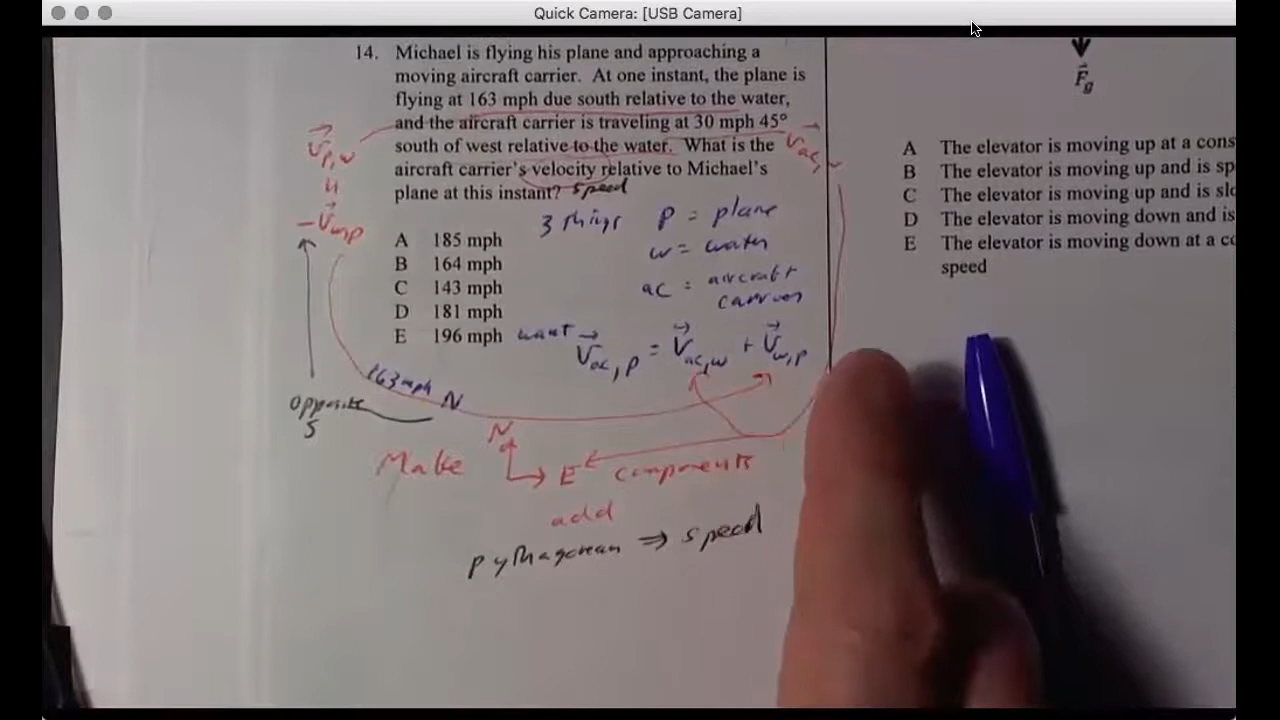 Quick Camera: [USB Camera]
14. Michael is flying his plane and approaching a
moving aircraft carrier. At one instant, the plane is
flying at 163 mph due south relative to the water,
and the aircraft carrier is traveling at 30 mph 45°
south of west relative to the water. What is the
aircraft carrier's velocity relative to Michael's
plane at this instant? speed
A 185 mph
B 164 mph
C 143 mph
D 181 mph
E 196 mph
V p,w
=
-V w,p
V ac,w
3 things p = plane
w = water
ac = aircraft
carrier
want V ac,p = V ac,w + V w,p
163 mph N
Opposite
S
N
Make E components
add
pythagorean ⇒ speed
F g
A The elevator is moving up at a cons
B The elevator is moving up and is sp
C The elevator is moving up and is slo
D The elevator is moving down and is
E The elevator is moving down at a co
speed